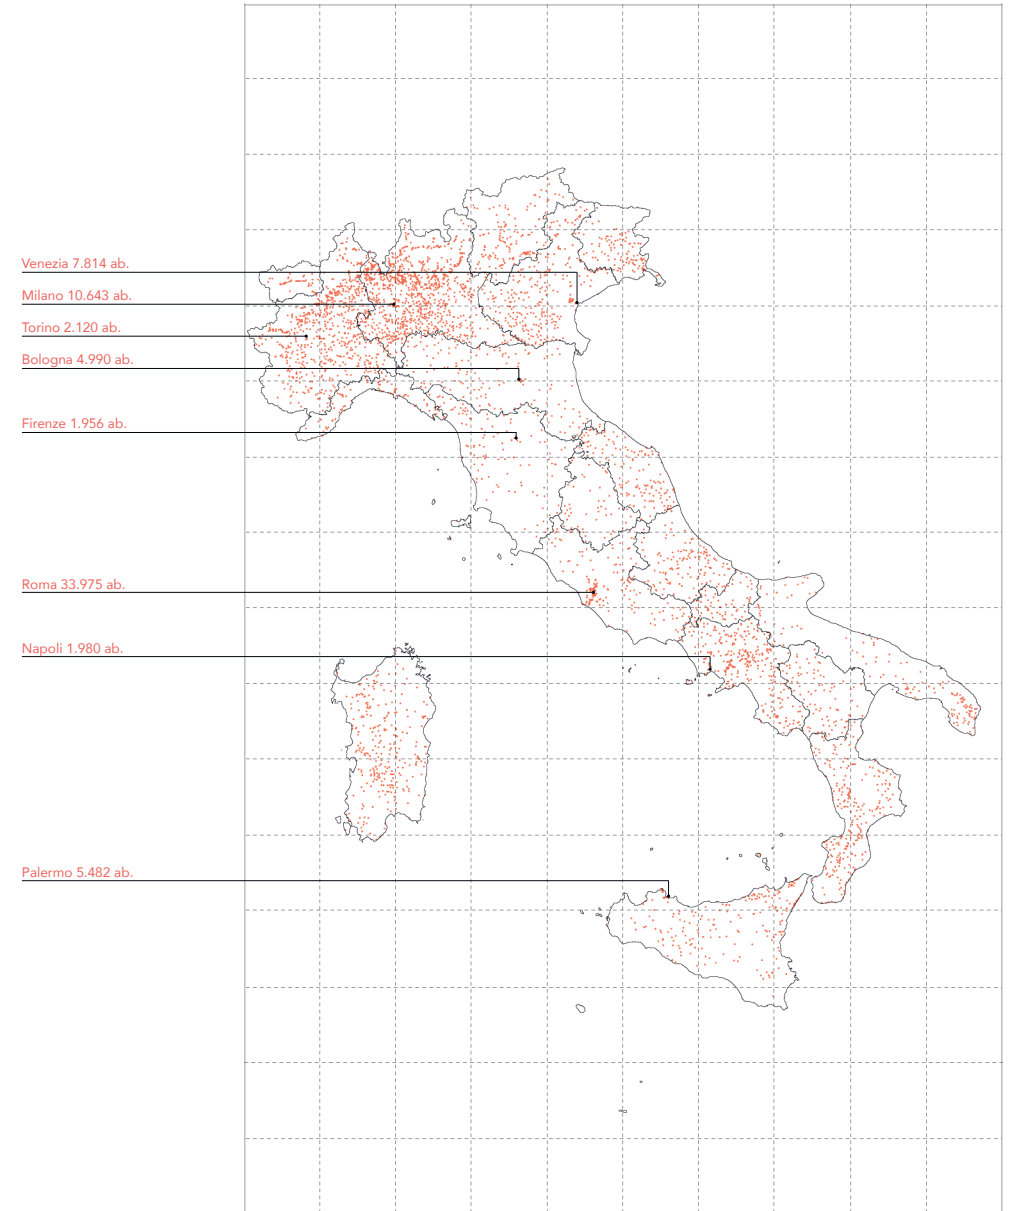 Venezia 7.814 ab.
Milano 10.643 ab.
Torino 2.120 ab.
Bologna 4.990 ab.
Firenze 1.956 ab.
Roma 33.975 ab.
Napoli 1.980 ab.
Palermo 5.482 ab.